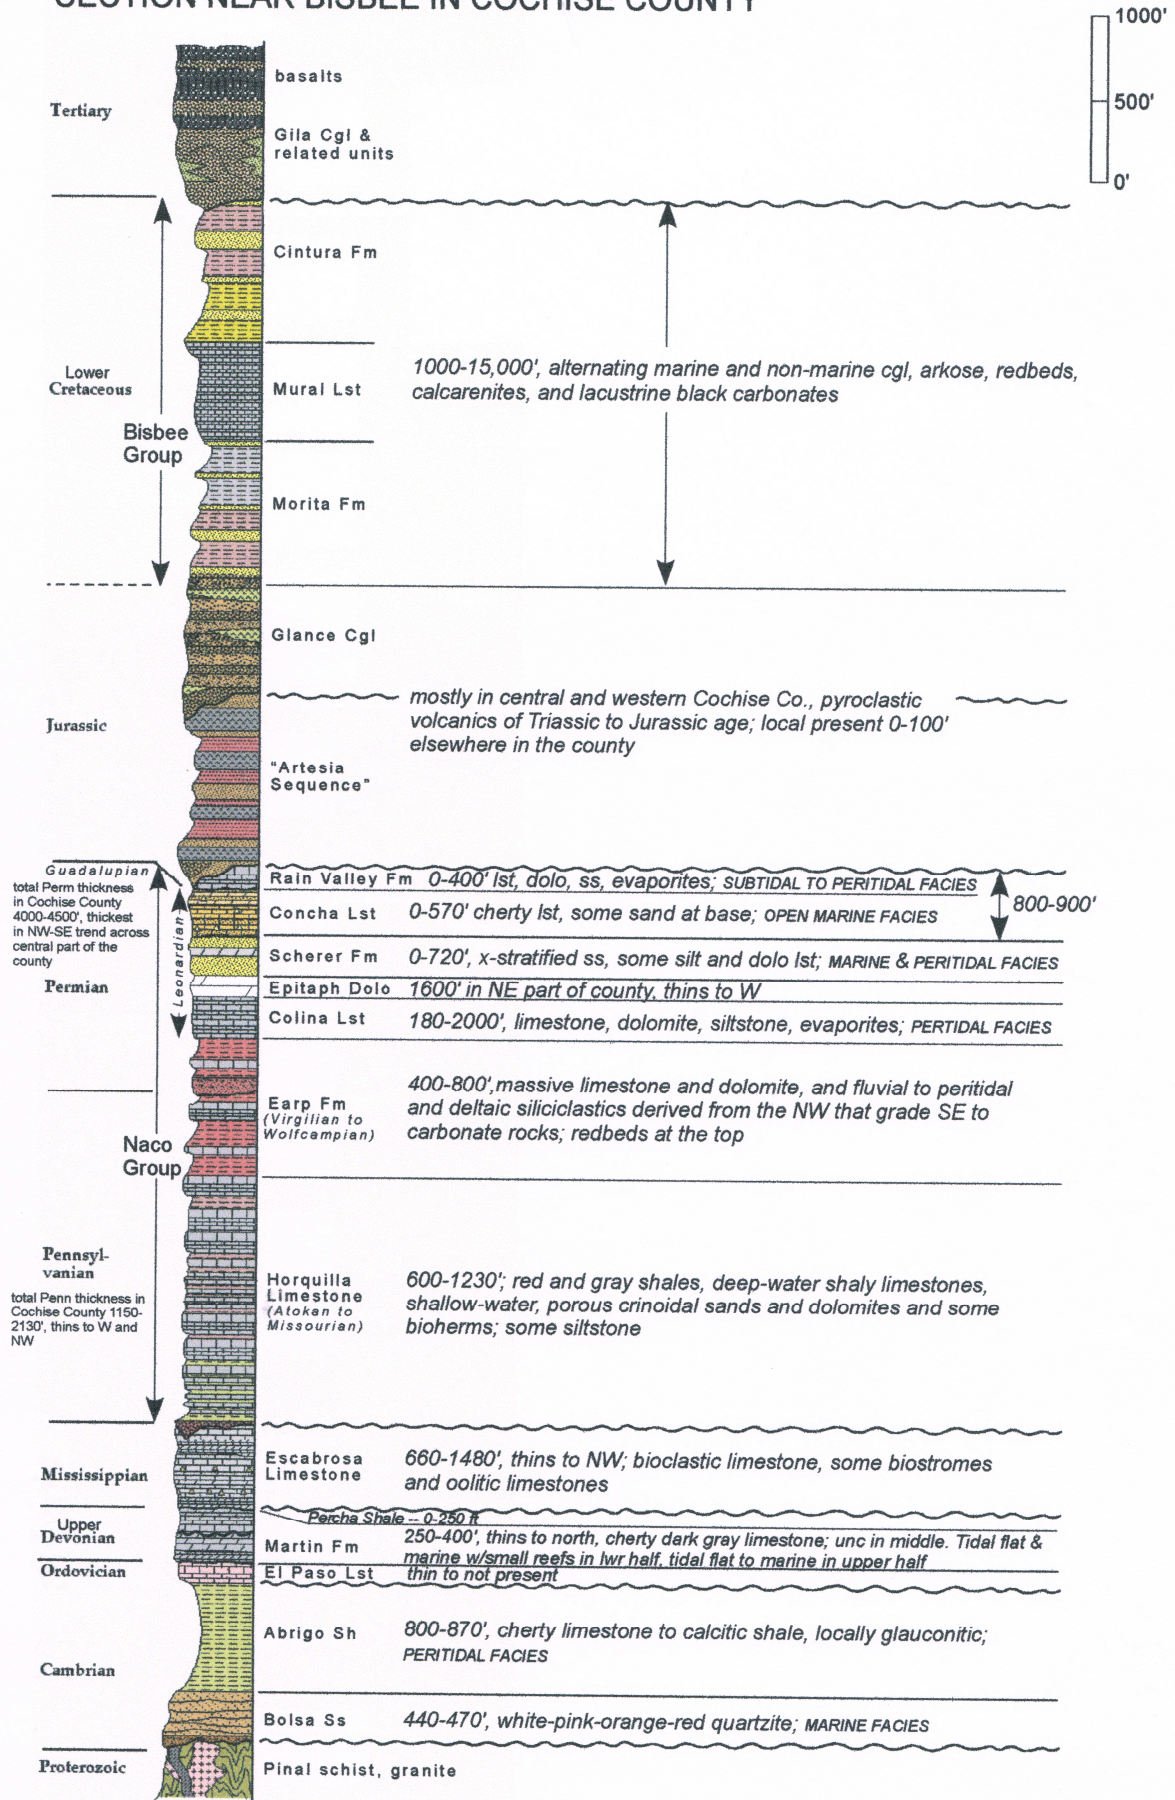 SECTION NEAR BISBEE IN COCHISE COUNTY
1000'
500'
0'
basalts
Tertiary
Gila Cgl &
related units
Cintura Fm
Lower
Cretaceous
Mural Lst
1000-15,000', alternating marine and non-marine cgl, arkose, redbeds,
calcarenites, and lacustrine black carbonates
Bisbee
Group
Morita Fm
Glance Cgl
Jurassic
mostly in central and western Cochise Co., pyroclastic
volcanics of Triassic to Jurassic age; local present 0-100'
elsewhere in the county
"Artesia
Sequence"
Guadalupian
total Perm thickness
in Cochise County
4000-4500', thickest
in NW-SE trend across
central part of the
county
Leonardian
Permian
Rain Valley Fm 0-400' lst, dolo, ss, evaporites; SUBTIDAL TO PERITIDAL FACIES
Concha Lst 0-570' cherty lst, some sand at base; OPEN MARINE FACIES
800-900'
Scherer Fm 0-720', x-stratified ss, some silt and dolo lst; MARINE & PERITIDAL FACIES
Epitaph Dolo 1600' in NE part of county, thins to W
Colina Lst 180-2000', limestone, dolomite, siltstone, evaporites; PERTIDAL FACIES
Earp Fm
(Virgilian to
Wolfcampian)
400-800',massive limestone and dolomite, and fluvial to peritidal
and deltaic siliciclastics derived from the NW that grade SE to
carbonate rocks; redbeds at the top
Naco
Group
Pennsyl-
vanian
total Penn thickness in
Cochise County 1150-
2130', thins to W and
NW
Horquilla
Limestone
(Atokan to
Missourian)
600-1230'; red and gray shales, deep-water shaly limestones,
shallow-water, porous crinoidal sands and dolomites and some
bioherms; some siltstone
Mississippian
Escabrosa
Limestone
660-1480', thins to NW; bioclastic limestone, some biostromes
and oolitic limestones
Percha Shale -- 0-250 ft
Upper
Devonian
Martin Fm
250-400', thins to north, cherty dark gray limestone; unc in middle. Tidal flat &
marine w/small reefs in lwr half, tidal flat to marine in upper half
Ordovician
El Paso Lst thin to not present
Abrigo Sh
800-870', cherty limestone to calcitic shale, locally glauconitic;
PERITIDAL FACIES
Cambrian
Bolsa Ss 440-470', white-pink-orange-red quartzite; MARINE FACIES
Proterozoic
Pinal schist, granite